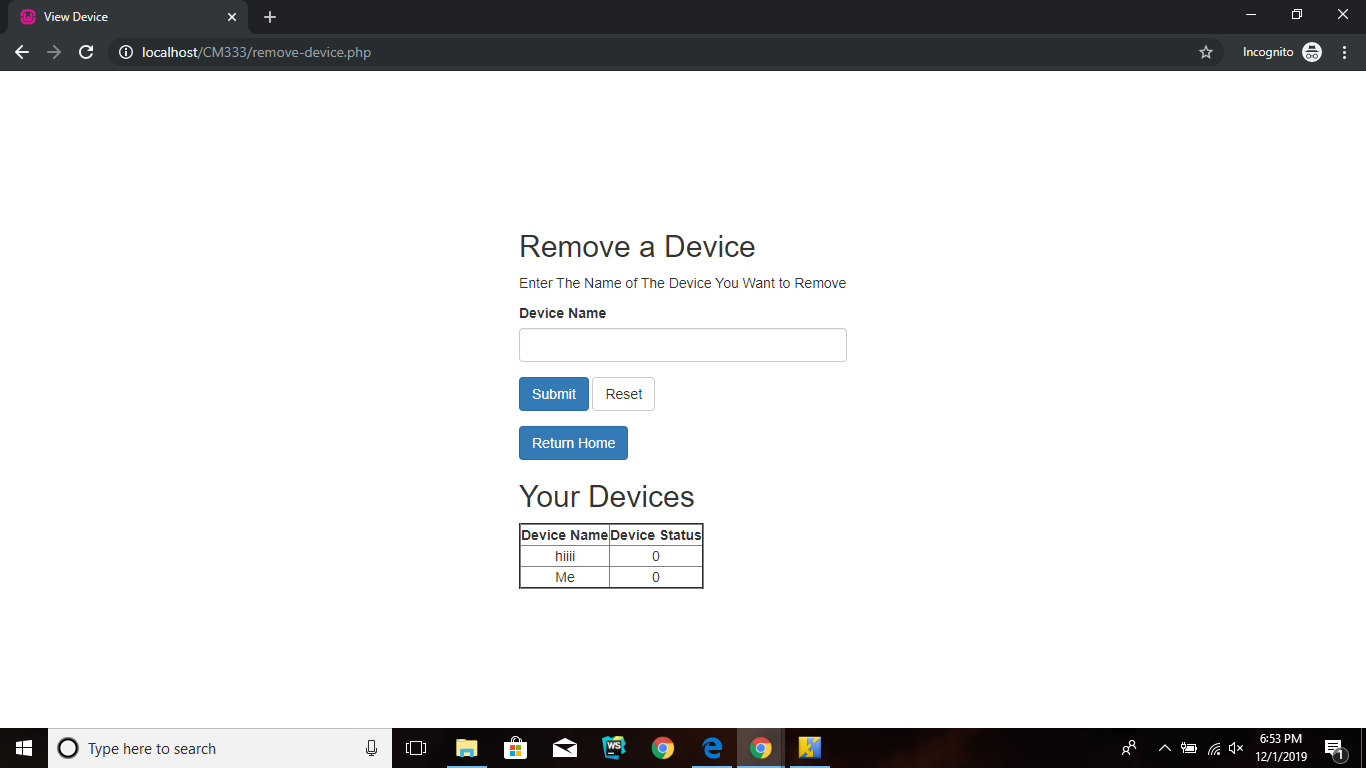 View Device
localhost/CM333/remove-device.php
Incognito
Remove a Device
Enter The Name of The Device You Want to Remove
Device Name
Submit Reset
Return Home
Your Devices
Device Name Device Status
hiiii 0
Me 0
Type here to search
WS
6:53 PM
12/1/2019
1